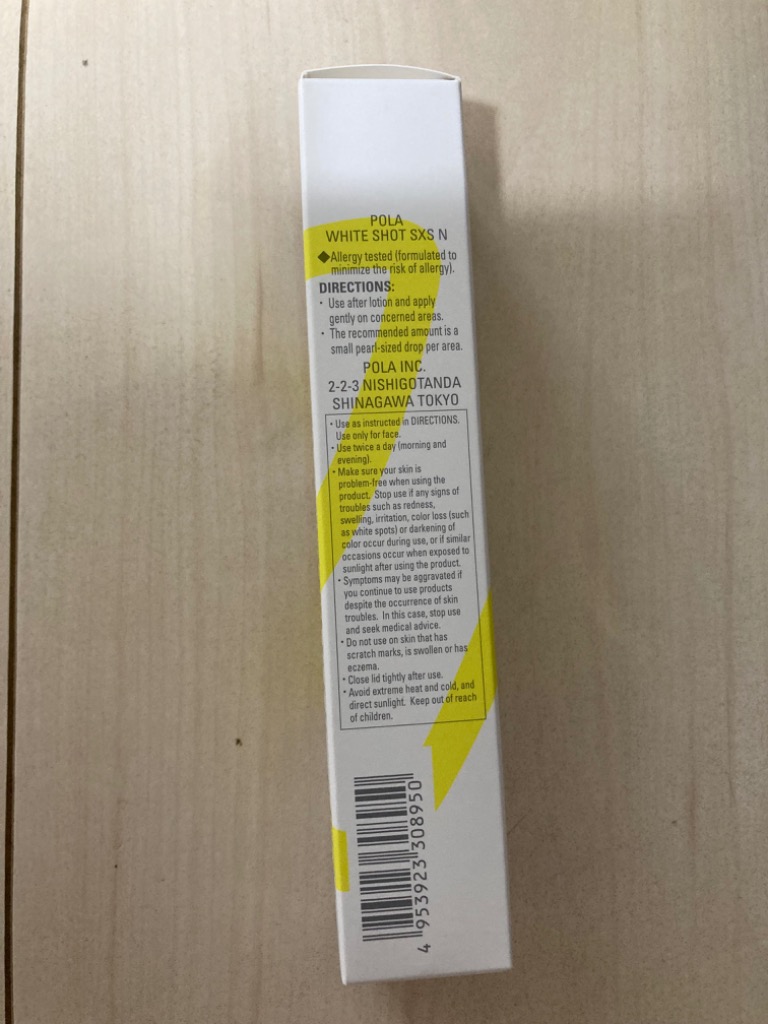 POLA
WHITE SHOT SXS N
◆Allergy tested (formulated to
minimize the risk of allergy).
DIRECTIONS:
・Use after lotion and apply
gently on concerned areas.
・The recommended amount is a
small pearl-sized drop per area.
POLA INC.
2-2-3 NISHIGOTANDA
SHINAGAWA TOKYO
・Use as instructed in DIRECTIONS.
Use only for face.
・Use twice a day (morning and
evening).
・Make sure your skin is
problem-free when using the
product. Stop use if any signs of
troubles such as redness,
swelling, irritation, color loss (such
as white spots) or darkening of
color occur during use, or if similar
occasions occur when exposed to
sunlight after using the product.
・Symptoms may be aggravated if
you continue to use products
despite the occurrence of skin
troubles. In this case, stop use
and seek medical advice.
・Do not use on skin that has
scratch marks, is swollen or has
eczema.
・Close lid tightly after use.
・Avoid extreme heat and cold, and
direct sunlight. Keep out of reach
of children.
4 953923 308950